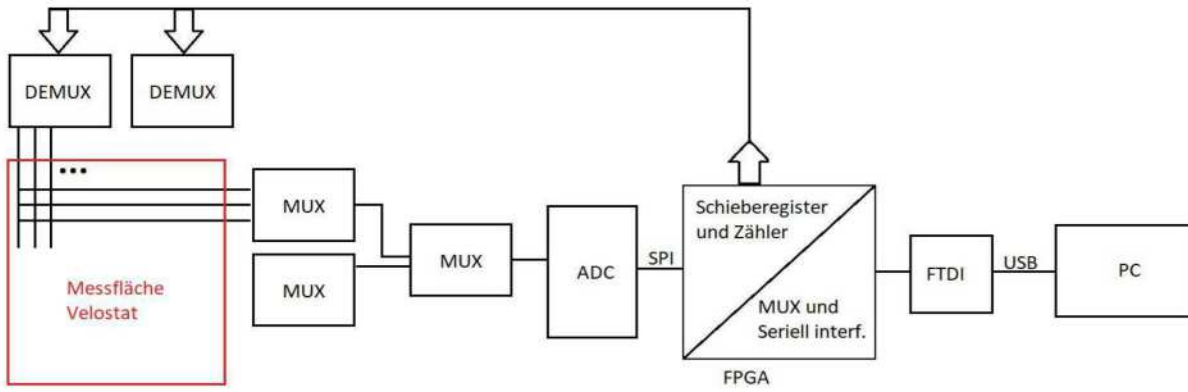 DEMUX
DEMUX
...
MUX
MUX
MUX
ADC
SPI
Schieberegister
und Zähler
MUX und
Seriell interf.
FPGA
FTDI
USB
PC
Messfläche
Velostat